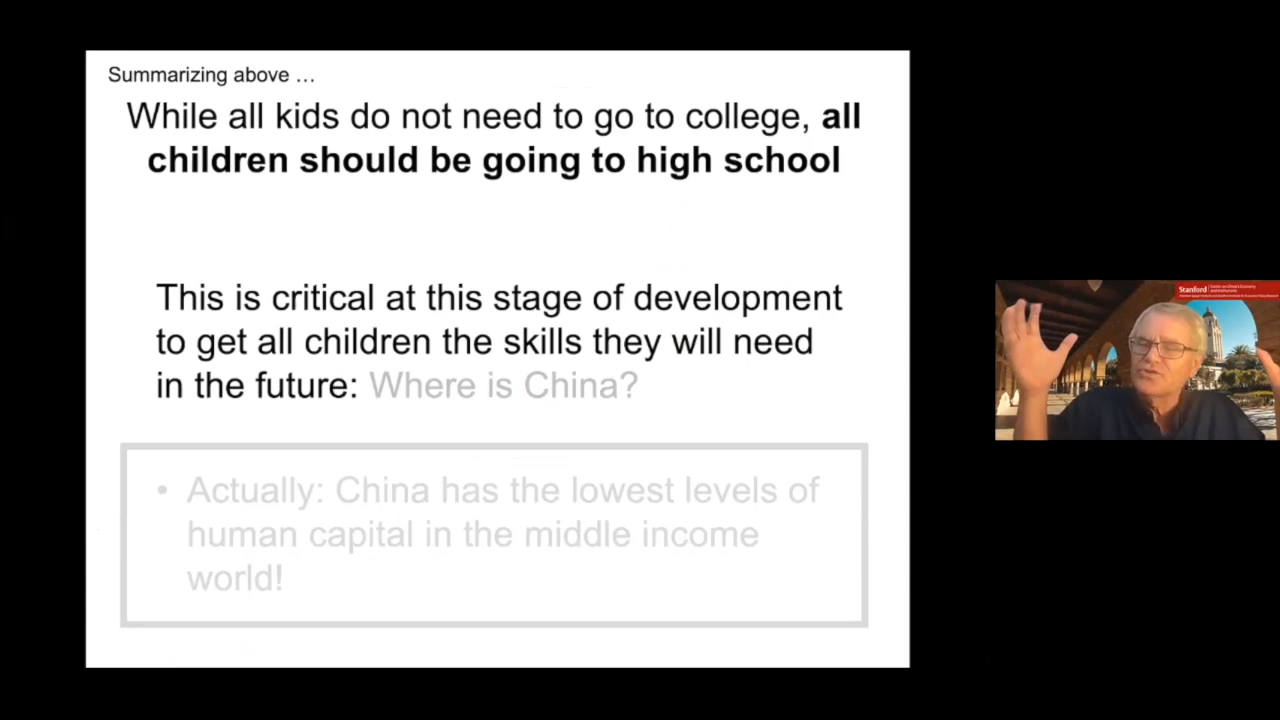 Summarizing above …
While all kids do not need to go to college, all
children should be going to high school
This is critical at this stage of development
to get all children the skills they will need
in the future: Where is China?
• Actually: China has the lowest levels of
human capital in the middle income
world!
Stanford